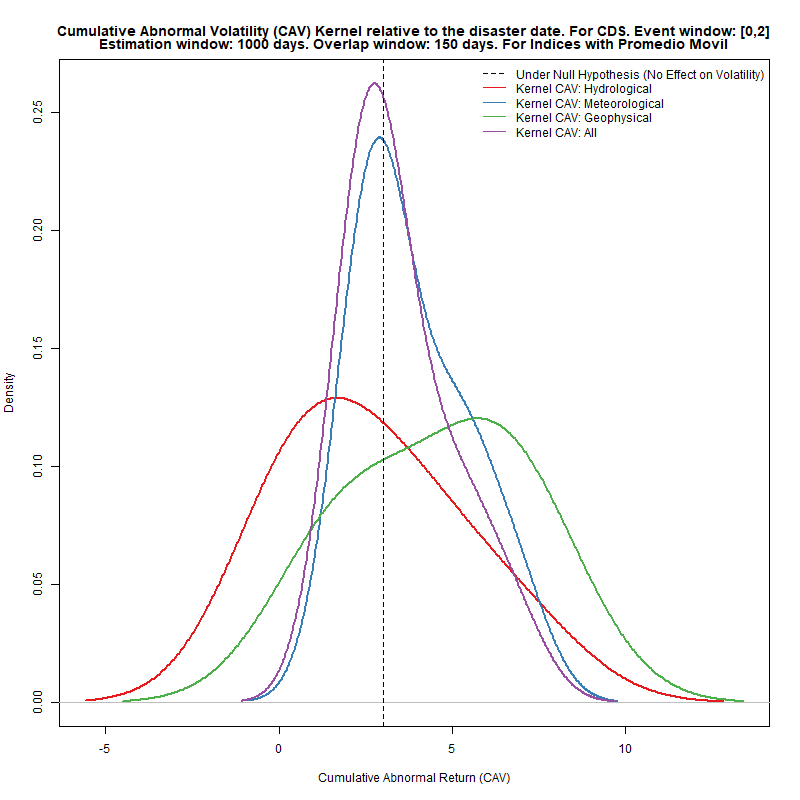 Cumulative Abnormal Volatility (CAV) Kernel relative to the disaster date. For CDS. Event window: [0,2]
Estimation window: 1000 days. Overlap window: 150 days. For Indices with Promedio Movil
Under Null Hypothesis (No Effect on Volatility)
Kernel CAV: Hydrological
Kernel CAV: Meteorological
Kernel CAV: Geophysical
Kernel CAV: All
Density
0.25
0.20
0.15
0.10
0.05
0.00
-5 0 5 10
Cumulative Abnormal Return (CAV)